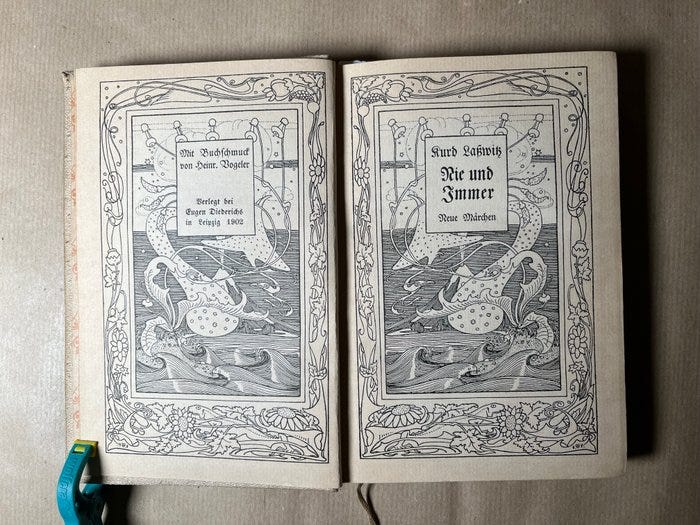 Mit Buchschmuck
von Heinr. Vogeler
Verlegt bei
Eugen Diederichs
in Leipzig 1902
Kurd Laßwitz
Nie und
Immer
Neue Märchen